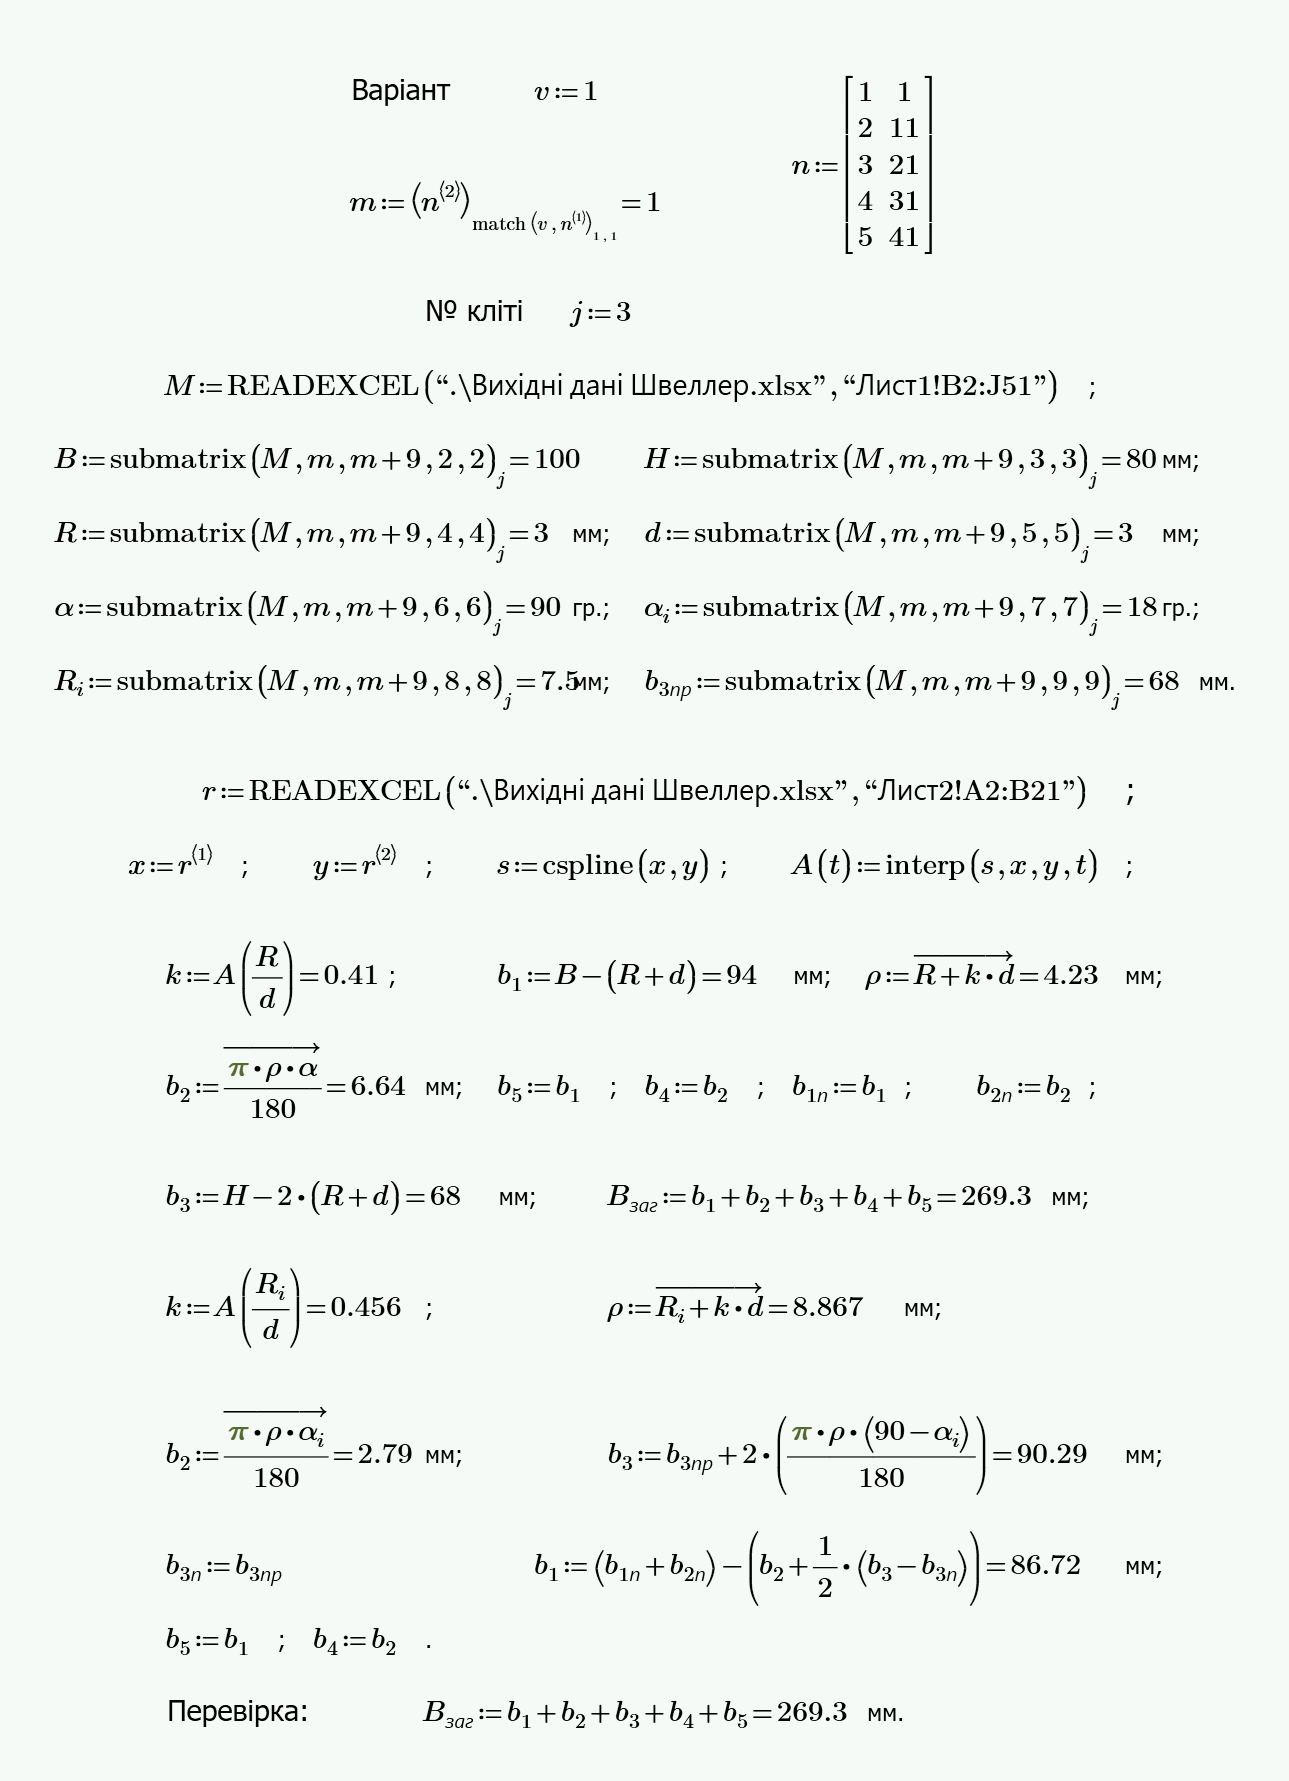 Варіант v:=1
n:=[1 1
2 11
3 21
4 31
5 41]
m:=(n⟨2⟩)match(v,n⟨1⟩)1,1=1
№ кліті j:=3
M:=READEXCEL(“.\Вихідні дані Швеллер.xlsx”,“Лист1!B2:J51”) ;
B:=submatrix(M,m,m+9,2,2)j=100 H:=submatrix(M,m,m+9,3,3)j=80 мм;
R:=submatrix(M,m,m+9,4,4)j=3 мм; d:=submatrix(M,m,m+9,5,5)j=3 мм;
α:=submatrix(M,m,m+9,6,6)j=90 гр.; αi:=submatrix(M,m,m+9,7,7)j=18 гр.;
Ri:=submatrix(M,m,m+9,8,8)j=7.5 мм; b3пр:=submatrix(M,m,m+9,9,9)j=68 мм.
r:=READEXCEL(“.\Вихідні дані Швеллер.xlsx”,“Лист2!A2:B21”) ;
x:=r⟨1⟩ ; y:=r⟨2⟩ ; s:=cspline(x,y) ; A(t):=interp(s,x,y,t) ;
k:=A(R/d)=0.41 ; b1:=B−(R+d)=94 мм; ρ:=R+k·d=4.23 мм;
b2:=π·ρ·α/180=6.64 мм; b5:=b1 ; b4:=b2 ; b1п:=b1 ; b2п:=b2 ;
b3:=H−2·(R+d)=68 мм; Bзаг:=b1+b2+b3+b4+b5=269.3 мм;
k:=A(Ri/d)=0.456 ; ρ:=Ri+k·d=8.867 мм;
b2:=π·ρ·αi/180=2.79 мм; b3:=b3пр+2·(π·ρ·(90−αi)/180)=90.29 мм;
b3п:=b3пр b1:=(b1п+b2п)−(b2+1/2·(b3−b3п))=86.72 мм;
b5:=b1 ; b4:=b2 .
Перевірка: Bзаг:=b1+b2+b3+b4+b5=269.3 мм.